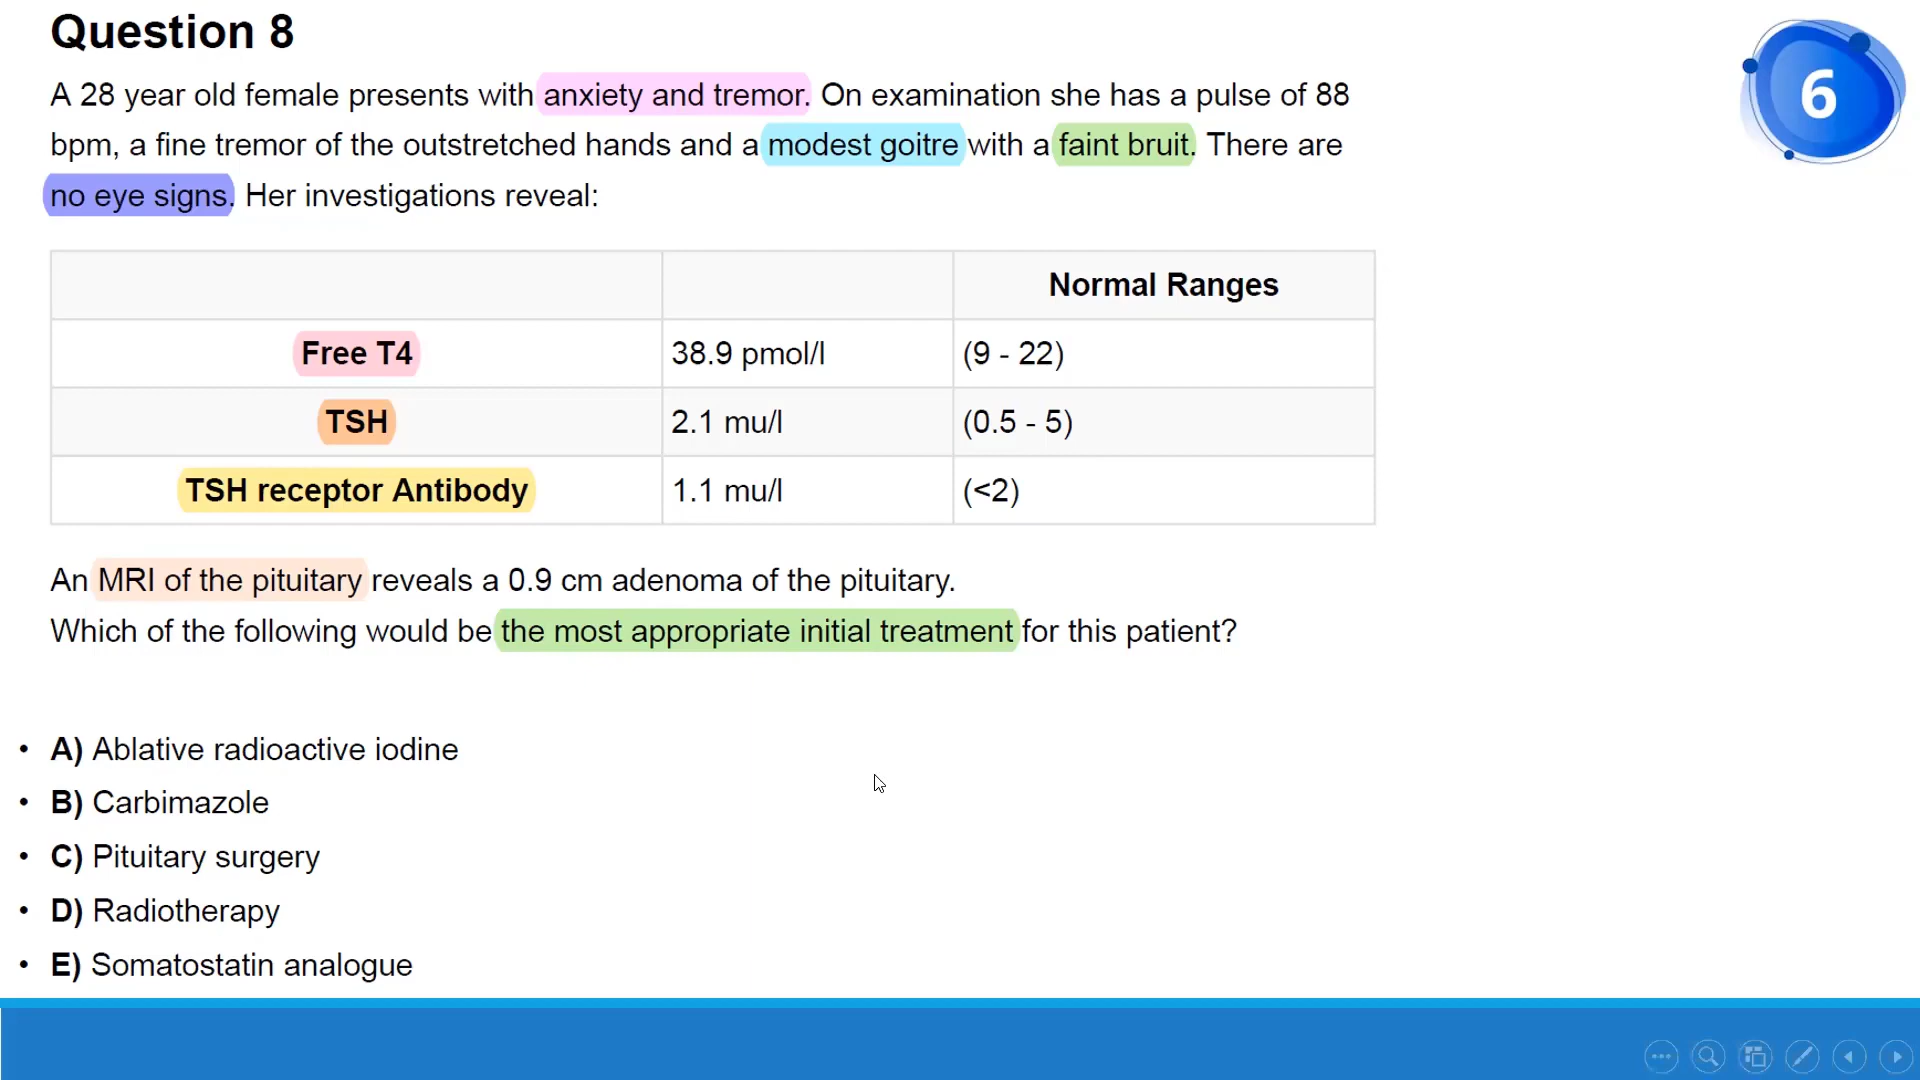 Question 8
6
A 28 year old female presents with anxiety and tremor. On examination she has a pulse of 88
bpm, a fine tremor of the outstretched hands and a modest goitre with a faint bruit. There are
no eye signs. Her investigations reveal:
Normal Ranges
Free T4 38.9 pmol/l (9 - 22)
TSH 2.1 mu/l (0.5 - 5)
TSH receptor Antibody 1.1 mu/l (<2)
An MRI of the pituitary reveals a 0.9 cm adenoma of the pituitary.
Which of the following would be the most appropriate initial treatment for this patient?
• A) Ablative radioactive iodine
• B) Carbimazole
• C) Pituitary surgery
• D) Radiotherapy
• E) Somatostatin analogue